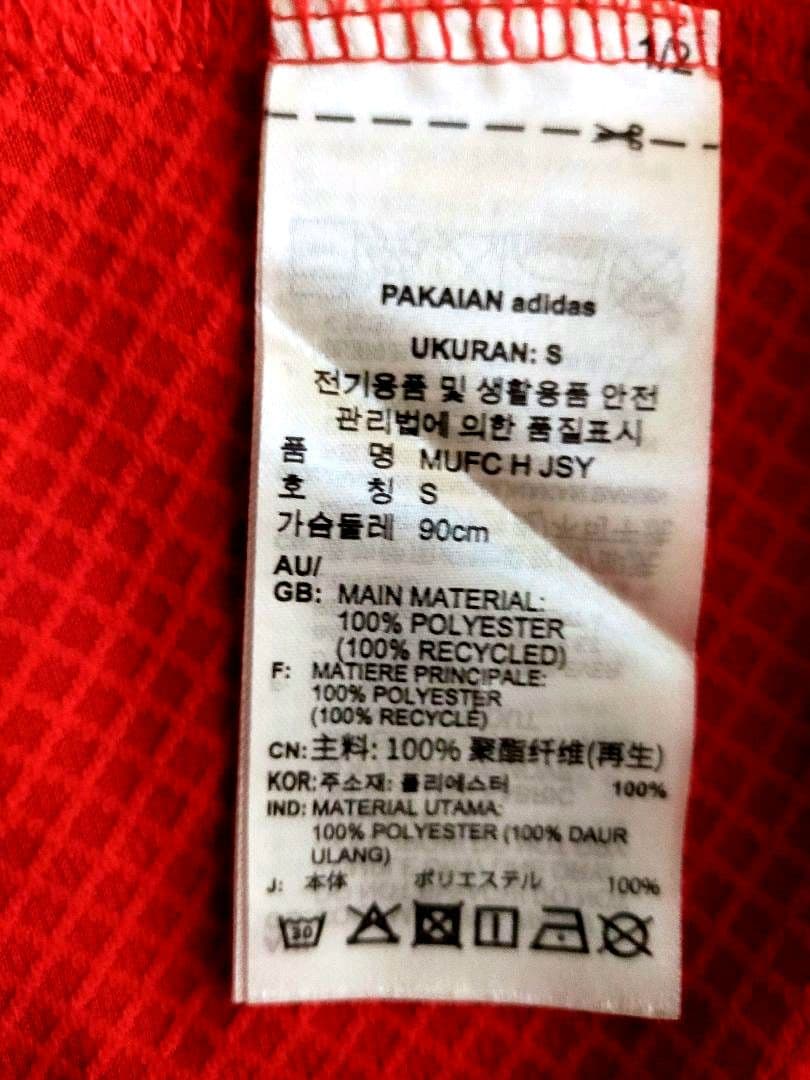 1/2
PAKAIAN adidas
UKURAN: S
전기용품 및 생활용품 안전
관리법에 의한 품질표시
품 명 MUFC H JSY
호 칭 S
가슴둘레 90cm
AU/
GB: MAIN MATERIAL:
100% POLYESTER
(100% RECYCLED)
F: MATIERE PRINCIPALE:
100% POLYESTER
(100% RECYCLÉ)
CN: 主料: 100% 聚酯纤维(再生)
KOR: 주소재: 폴리에스터 100%
IND: MATERIAL UTAMA:
100% POLYESTER (100% DAUR
ULANG)
J: 本体 ポリエステル 100%
30